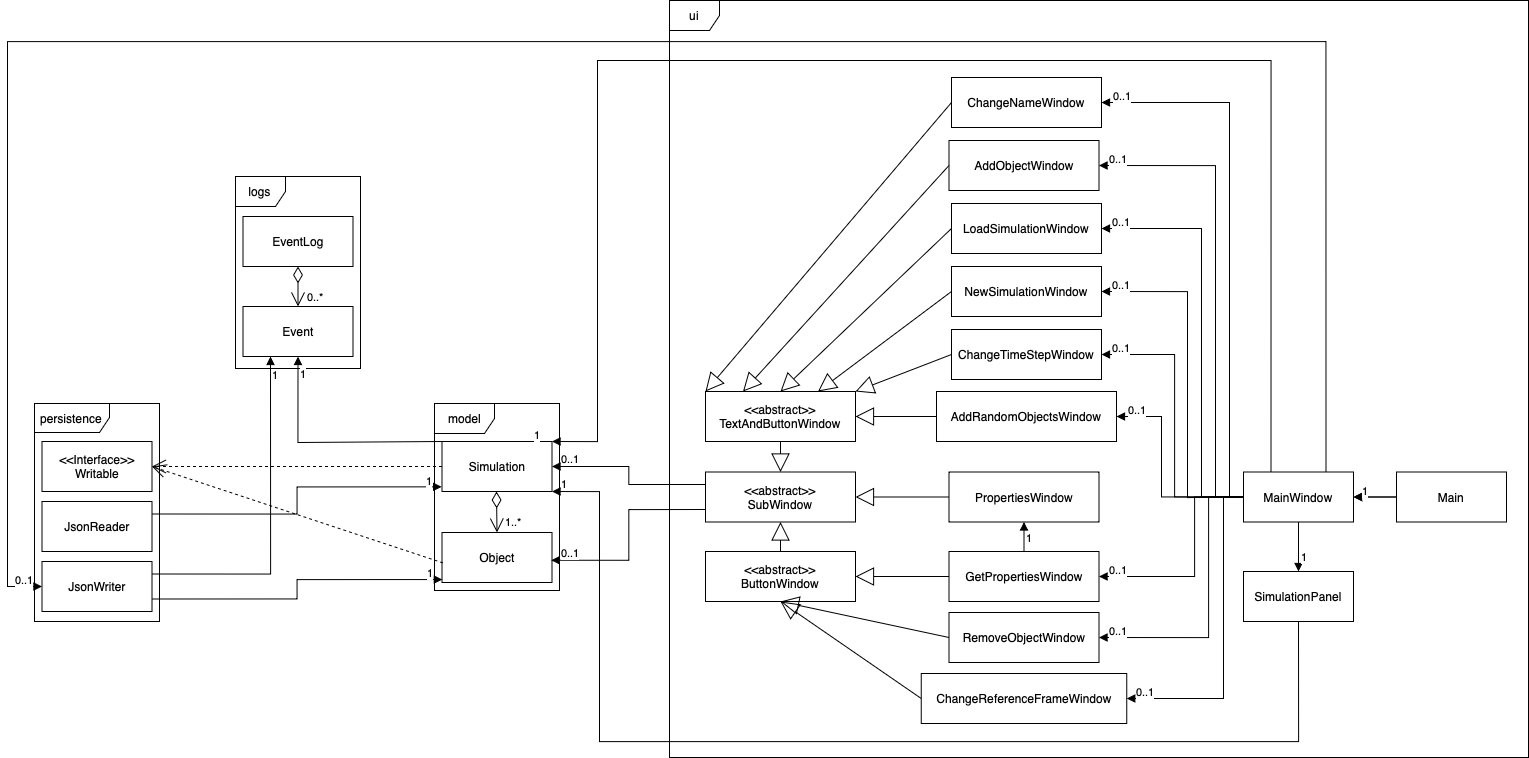 ui
ChangeNameWindow
0..1
AddObjectWindow
0..1
LoadSimulationWindow
0..1
NewSimulationWindow
0..1
ChangeTimeStepWindow
0..1
<<abstract>>
TextAndButtonWindow
AddRandomObjectsWindow
0..1
<<abstract>>
SubWindow
PropertiesWindow
MainWindow
1
Main
1
<<abstract>>
ButtonWindow
GetPropertiesWindow
0..1
1
SimulationPanel
RemoveObjectWindow
0..1
ChangeReferenceFrameWindow
0..1
logs
EventLog
0..*
Event
1
1
persistence
<<Interface>>
Writable
JsonReader
JsonWriter
0..1
model
1
Simulation
0..1
1
1
1..*
Object
0..1
1